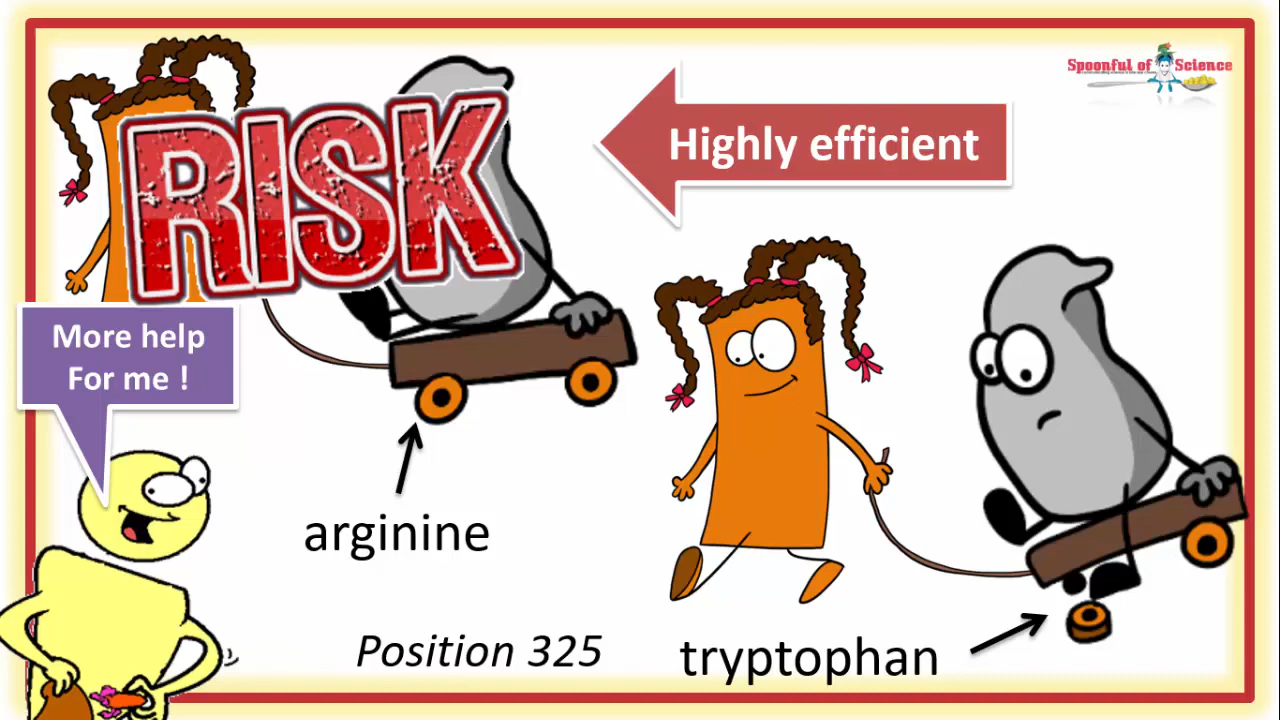 Spoonful of Science
RISK
Highly efficient
More help
For me !
arginine
Position 325
tryptophan